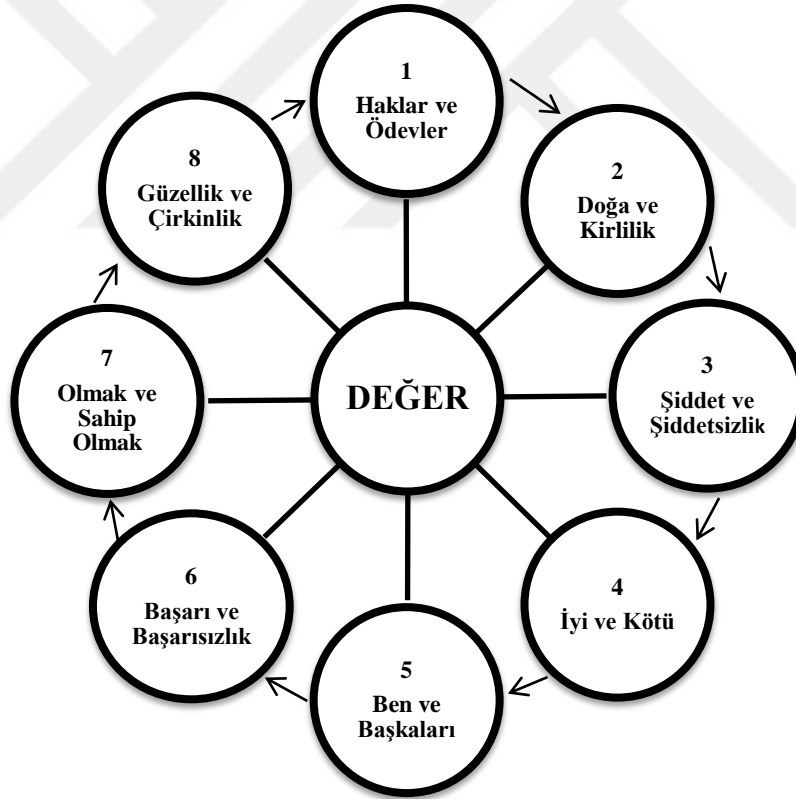 1
Haklar ve
Ödevler
2
Doğa ve
Kirlilik
3
Şiddet ve
Şiddetsizlik
4
İyi ve Kötü
5
Ben ve
Başkaları
6
Başarı ve
Başarısızlık
7
Olmak ve
Sahip
Olmak
8
Güzellik ve
Çirkinlik
DEĞER